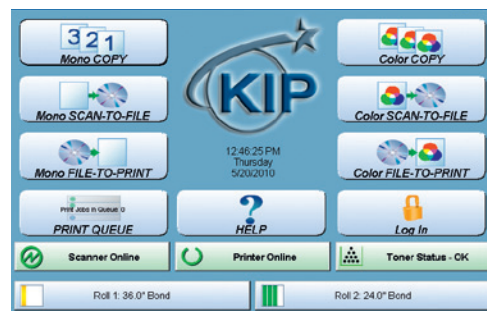 3 2 1
Mono COPY
Color COPY
Mono SCAN-TO-FILE
KIP
Color SCAN-TO-FILE
12:46:25 PM
Thursday
5/20/2010
Mono FILE-TO-PRINT
Color FILE-TO-PRINT
Print Jobs in Queue: 0
PRINT QUEUE
?
HELP
Log In
Scanner Online
Printer Online
Toner Status - OK
Roll 1: 36.0" Bond
Roll 2: 24.0" Bond